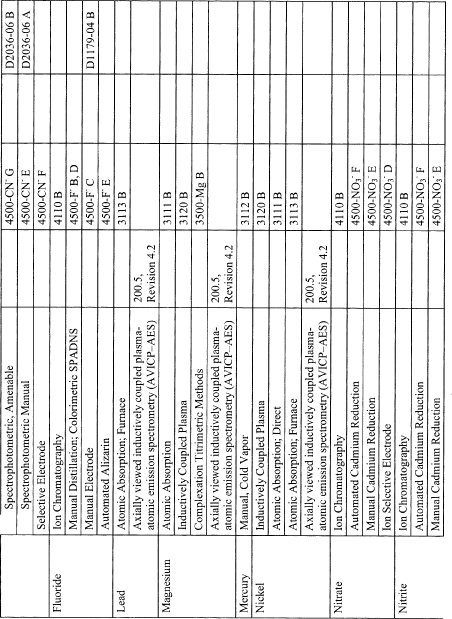 Spectrophotometric, Amenable 4500-CN⁻ G D2036-06 B
Spectrophotometric Manual 4500-CN⁻ E D2036-06 A
Selective Electrode 4500-CN⁻ F
Fluoride Ion Chromatography 4110 B
Manual Distillation; Colorimetric SPADNS 4500-F⁻ B, D
Manual Electrode 4500-F⁻ C D1179-04 B
Automated Alizarin 4500-F⁻ E
Lead Atomic Absorption; Furnace 3113 B
Axially viewed inductively coupled plasma- 200.5,
atomic emission spectrometry (AVICP–AES) Revision 4.2
Magnesium Atomic Absorption 3111 B
Inductively Coupled Plasma 3120 B
Complexation Titrimetric Methods 3500-Mg B
Axially viewed inductively coupled plasma- 200.5,
atomic emission spectrometry (AVICP–AES) Revision 4.2
Mercury Manual, Cold Vapor 3112 B
Nickel Inductively Coupled Plasma 3120 B
Atomic Absorption; Direct 3111 B
Atomic Absorption; Furnace 3113 B
Axially viewed inductively coupled plasma- 200.5,
atomic emission spectrometry (AVICP–AES) Revision 4.2
Nitrate Ion Chromatography 4110 B
Automated Cadmium Reduction 4500-NO₃⁻ F
Manual Cadmium Reduction 4500-NO₃⁻ E
Ion Selective Electrode 4500-NO₃⁻ D
Nitrite Ion Chromatography 4110 B
Automated Cadmium Reduction 4500-NO₃⁻ F
Manual Cadmium Reduction 4500-NO₃⁻ E